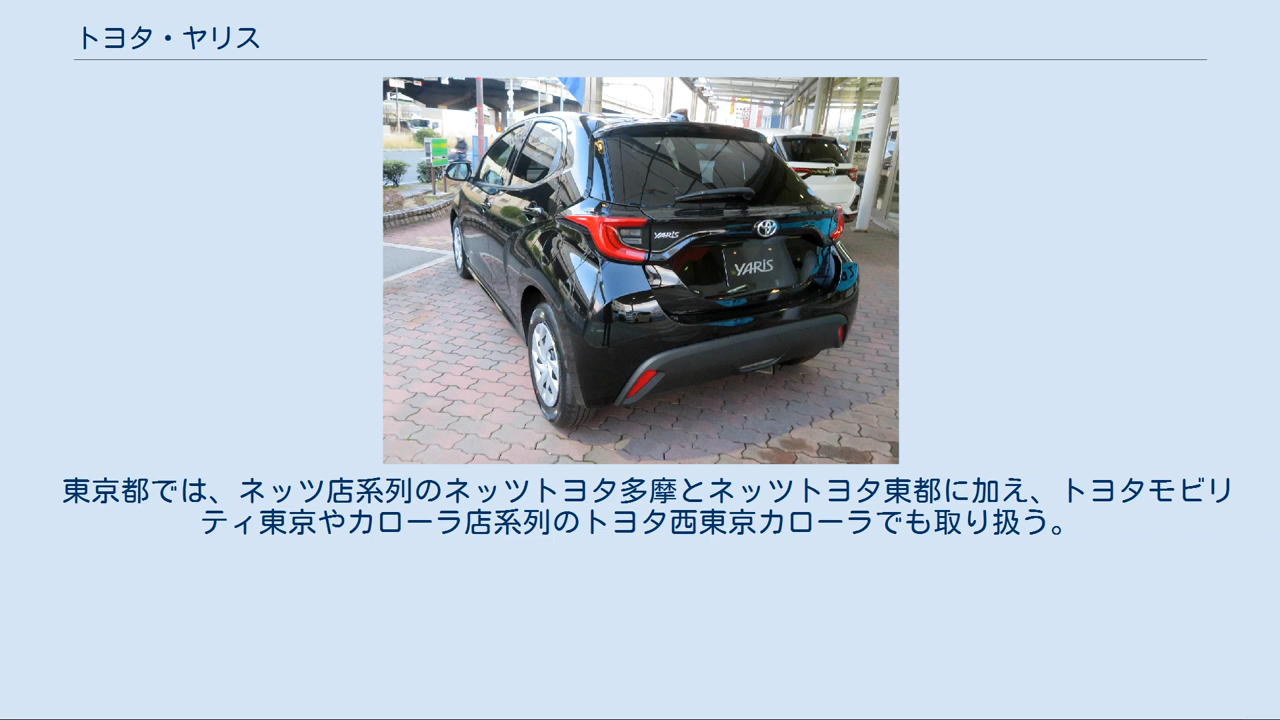 トヨタ・ヤリス
YARIS
YARIS
東京都では、ネッツ店系列のネッツトヨタ多摩とネッツトヨタ東都に加え、トヨタモビリ
ティ東京やカローラ店系列のトヨタ西東京カローラでも取り扱う。